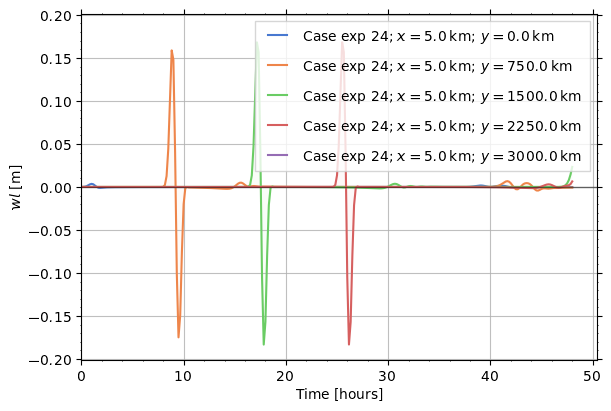 0.20
0.15
0.10
0.05
0.00
−0.05
−0.10
−0.15
−0.20
wl [m]
Case exp 24; x = 5.0 km; y = 0.0 km
Case exp 24; x = 5.0 km; y = 750.0 km
Case exp 24; x = 5.0 km; y = 1500.0 km
Case exp 24; x = 5.0 km; y = 2250.0 km
Case exp 24; x = 5.0 km; y = 3000.0 km
0 10 20 30 40 50
Time [hours]